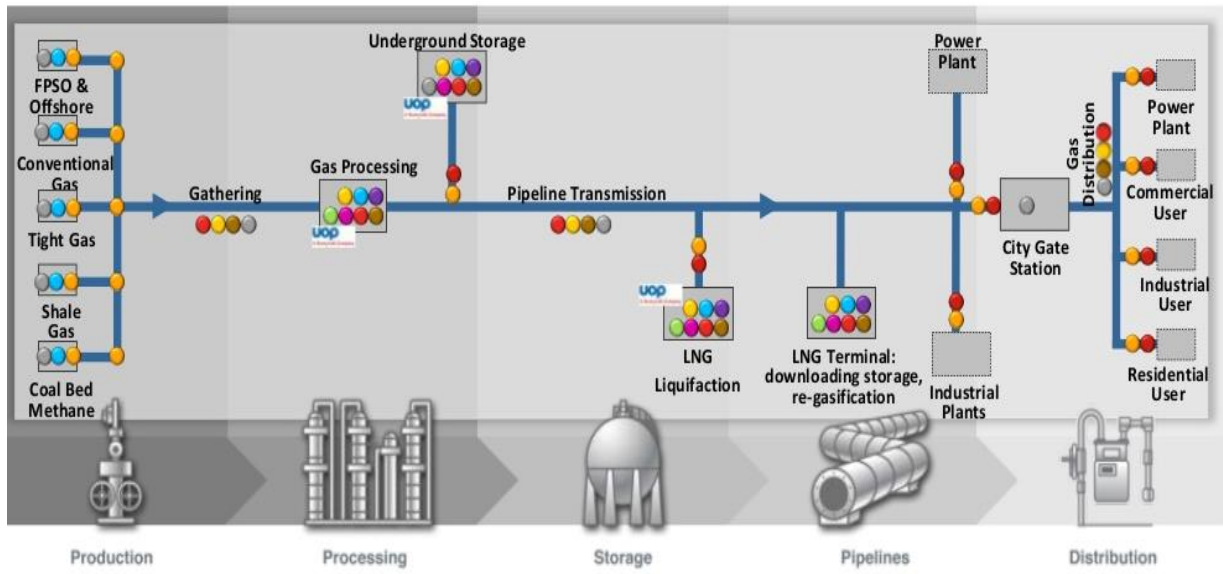 FPSO &
Offshore
Conventional
Gas
Tight Gas
Shale
Gas
Coal Bed
Methane
Gathering
Gas Processing
uop
Underground Storage
uop
Pipeline Transmission
uop
LNG
Liquifaction
LNG Terminal:
downloading storage,
re-gasification
Power
Plant
Industrial
Plants
City Gate
Station
Gas
Distribution
Power
Plant
Commercial
User
Industrial
User
Residential
User
Production
Processing
Storage
Pipelines
Distribution